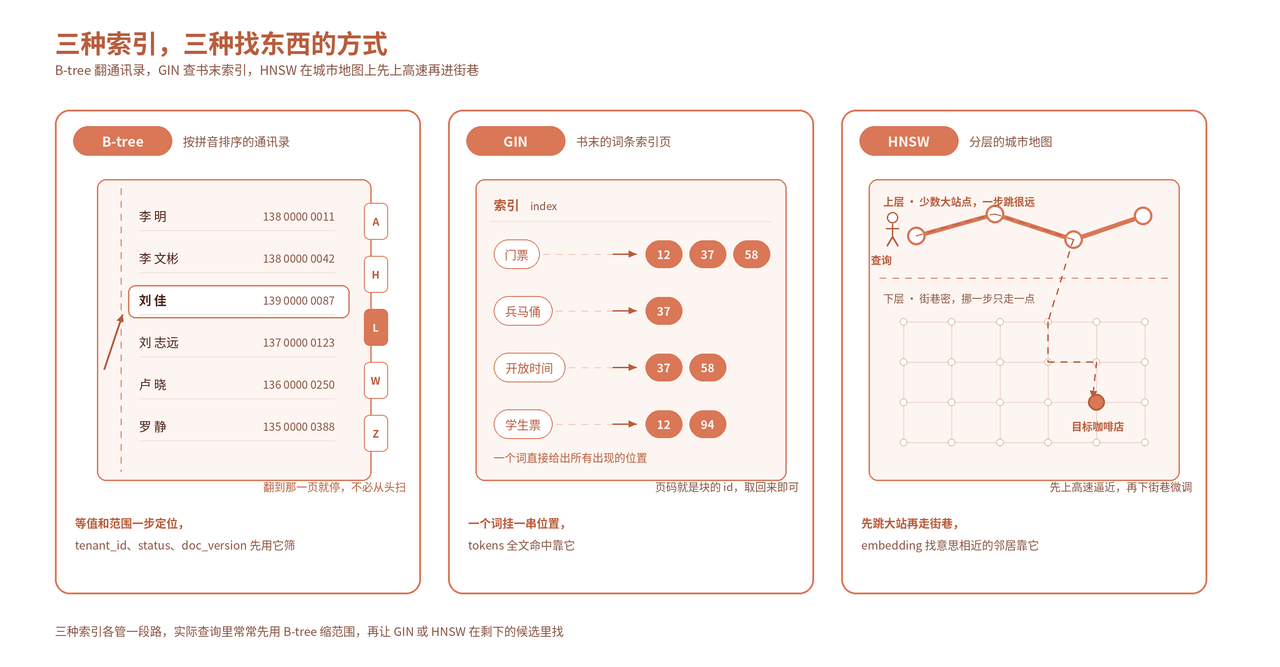 三种索引，三种找东西的方式
B-tree 翻通讯录，GIN 查书末索引，HNSW 在城市地图上先上高速再进街巷
B-tree 按拼音排序的通讯录
李 明 138 0000 0011
李 文彬 138 0000 0042
刘 佳 139 0000 0087
刘 志远 137 0000 0123
卢 晓 136 0000 0250
罗 静 135 0000 0388
A
H
L
W
Z
翻到那一页就停，不必从头扫
等值和范围一步定位，
tenant_id、status、doc_version 先用它筛
GIN 书末的词条索引页
索引 index
门票 12 37 58
兵马俑 37
开放时间 37 58
学生票 12 94
一个词直接给出所有出现的位置
页码就是块的 id，取回来即可
一个词挂一串位置，
tokens 全文命中靠它
HNSW 分层的城市地图
上层 · 少数大站点，一步跳很远
查询
下层 · 街巷密，挪一步只走一点
目标咖啡店
先上高速逼近，再下街巷微调
先跳大站再走街巷，
embedding 找意思相近的邻居靠它
三种索引各管一段路，实际查询里常常先用 B-tree 缩范围，再让 GIN 或 HNSW 在剩下的候选里找